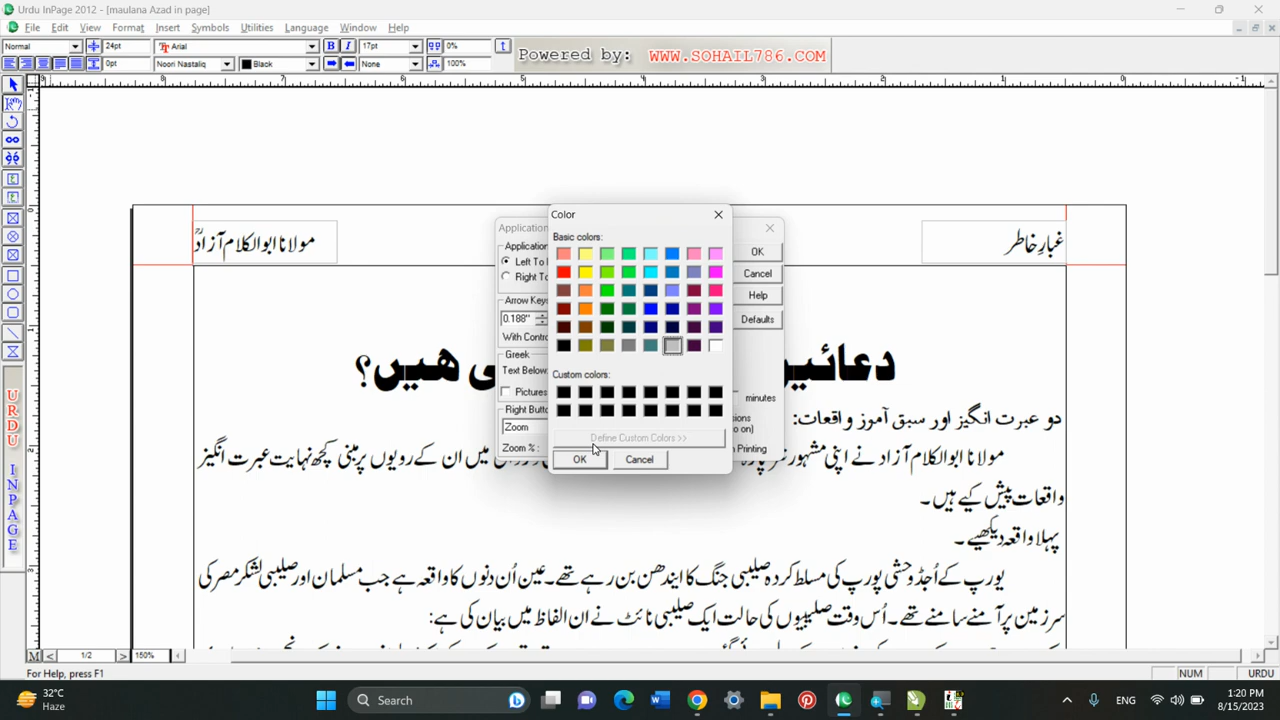 Urdu InPage 2012 - [maulana Azad in page]
File Edit View Format Insert Symbols Utilities Language Window Help
Normal 24pt Arial B I 17pt 0% t
Powered by: WWW.SOHAIL786.COM
0pt Noori Nastaliq Black None 100%
مولانا ابوالکلام آزادؒ
غبارِ خاطر
Application
Application
Left To
Right To
Arrow Keys
0.188"
With Contro
Greek
Text Below
Pictures
Right Butto
Zoom
Zoom % :
Color
Basic colors:
Custom colors:
Define Custom Colors >>
OK Cancel
OK
Cancel
Help
Defaults
minutes
Printing
دعائیں ہیں؟
دو عبرت انگیز اور سبق آموز واقعات:
مولانا ابوالکلام آزاد نے اپنی مشہور میں ان کے رویوں پر مبنی کچھ نہایت عبرت انگیز
واقعات پیش کیے ہیں۔
پہلا واقعہ دیکھیے۔
یورپ کے اُجڈ وحشی پورپ کی مسلط کردہ صلیبی جنگ کا ایندھن بن رہے تھے۔ عین اُن دنوں کا واقعہ ہے جب مسلمان اور صلیبی لشکر مصر کی
سرزمین پر آمنے سامنے تھے۔ اُس وقت صلیبیوں کی حالت ایک صلیبی نائٹ نے ان الفاظ میں بیان کی ہے:
URDU INPAGE
M < 1/2 > 150%
For Help, press F1
NUM URDU
32°C
Haze
Search
ENG
1:20 PM
8/15/2023